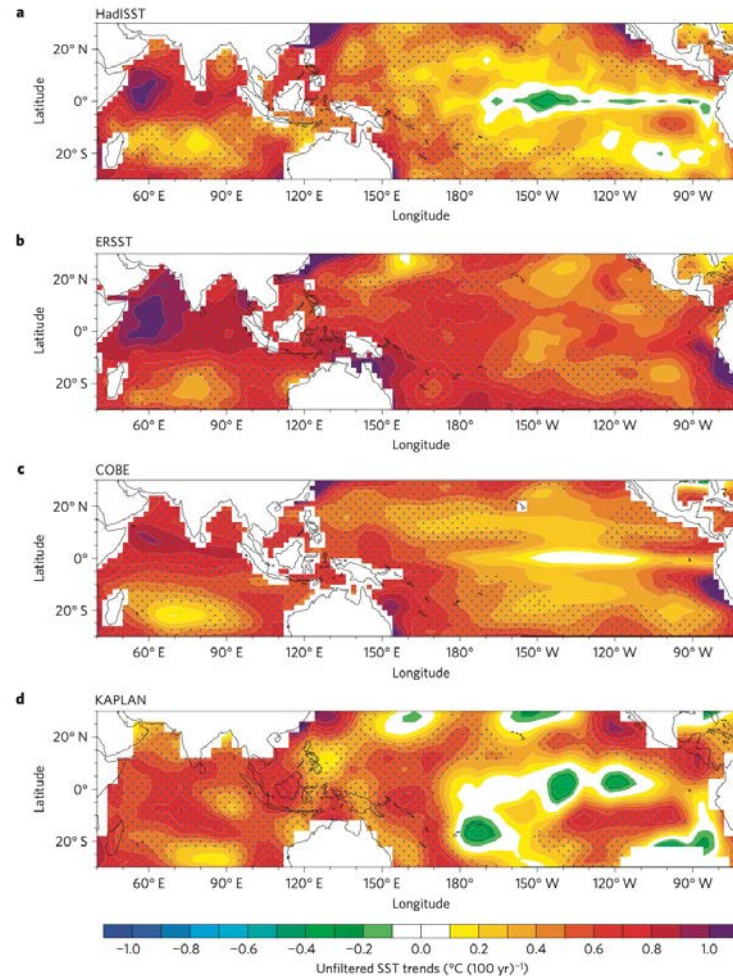 a
HadISST
20° N
0°
20° S
Latitude
60° E 90° E 120° E 150° E 180° 150° W 120° W 90° W
Longitude
b
ERSST
20° N
0°
20° S
Latitude
60° E 90° E 120° E 150° E 180° 150° W 120° W 90° W
Longitude
c
COBE
20° N
0°
20° S
Latitude
60° E 90° E 120° E 150° E 180° 150° W 120° W 90° W
Longitude
d
KAPLAN
20° N
0°
20° S
Latitude
60° E 90° E 120° E 150° E 180° 150° W 120° W 90° W
Longitude
−1.0 −0.8 −0.6 −0.4 −0.2 0.0 0.2 0.4 0.6 0.8 1.0
Unfiltered SST trends (°C (100 yr)⁻¹)